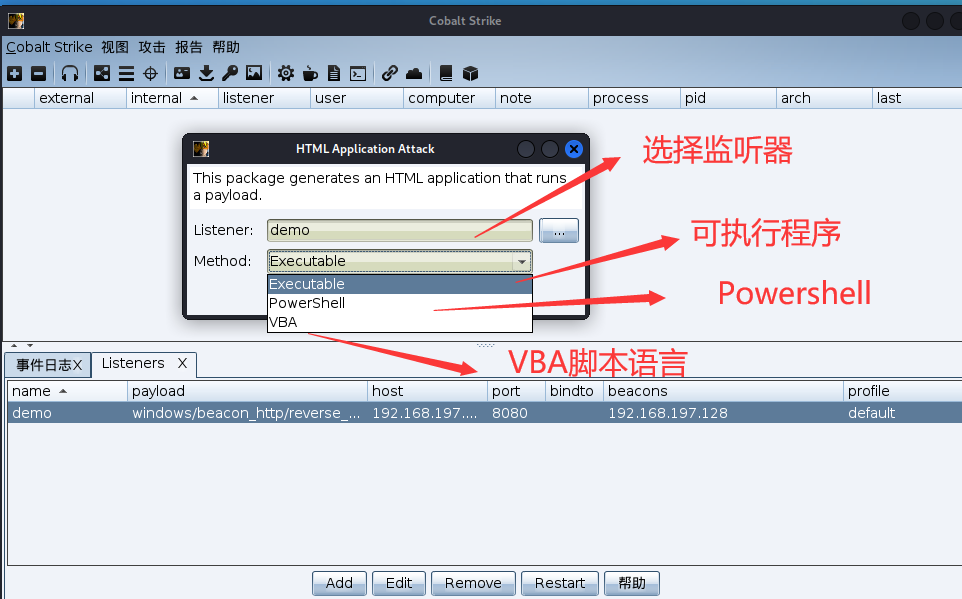 Cobalt Strike
Cobalt Strike 视图 攻击 报告 帮助
external internal listener user computer note process pid arch last
HTML Application Attack
This package generates an HTML application that runs
a payload.
选择监听器
Listener: demo ...
可执行程序
Method: Executable
Executable
PowerShell
Powershell
VBA
VBA脚本语言
事件日志X Listeners X
name payload host port bindto beacons profile
demo windows/beacon_http/reverse_... 192.168.197.... 8080 192.168.197.128 default
Add Edit Remove Restart 帮助